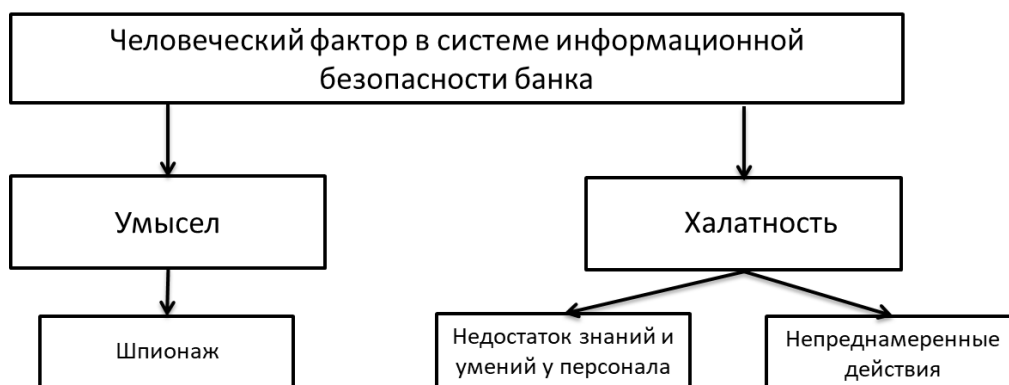 Человеческий фактор в системе информационной
безопасности банка
Умысел
Халатность
Шпионаж
Недостаток знаний и
умений у персонала
Непреднамеренные
действия